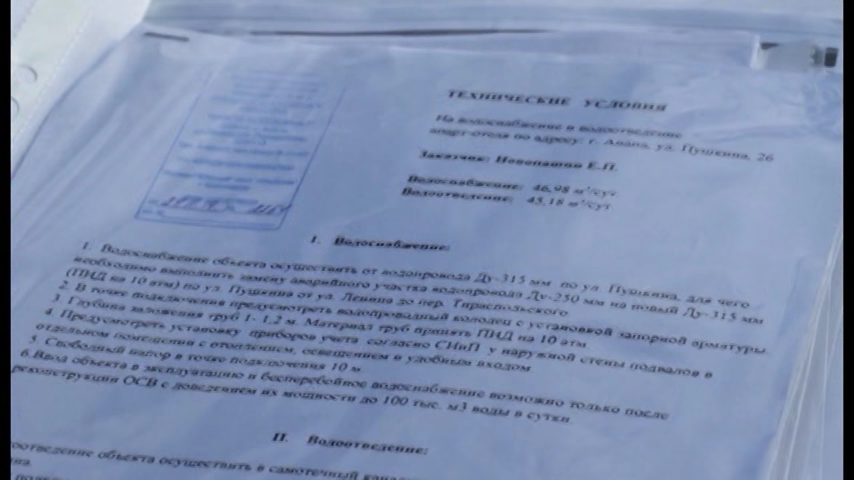 ТЕХНИЧЕСКИЕ УСЛОВИЯ
На водоснабжение и водоотведение
апарт-отеля по адресу: г. Анапа, ул. Пушкина, 26
Заказчик: Новопашин Е.П.
Водоснабжение: 46,98 м³/сут
Водоотведение: 45,18 м³/сут
I. Водоснабжение:
1. Водоснабжение объекта осуществить от водопровода Ду-315 мм по ул. Пушкина, для чего
необходимо выполнить замену аварийного участка водопровода Ду-250 мм на новый Ду-315 мм
(ПНД на 10 атм) по ул. Пушкина от ул. Ленина до пер. Тираспольского.
2. В точке подключения предусмотреть водопроводный колодец с установкой запорной арматуры.
3. Глубина заложения труб 1- 1,2 м. Материал труб принять ПНД на 10 атм
4. Предусмотреть установку приборов учета согласно СНиП у наружной стены подвалов в
отдельном помещении с отоплением, освещением и удобным входом
5. Свободный напор в точке подключения 10 м
6.Ввод объекта в эксплуатацию и бесперебойное водоснабжение возможно только после
реконструкции ОСВ с доведением их мощности до 100 тыс. м3 воды в сутки.
II. Водоотведение:
объекта осуществить в самотечный